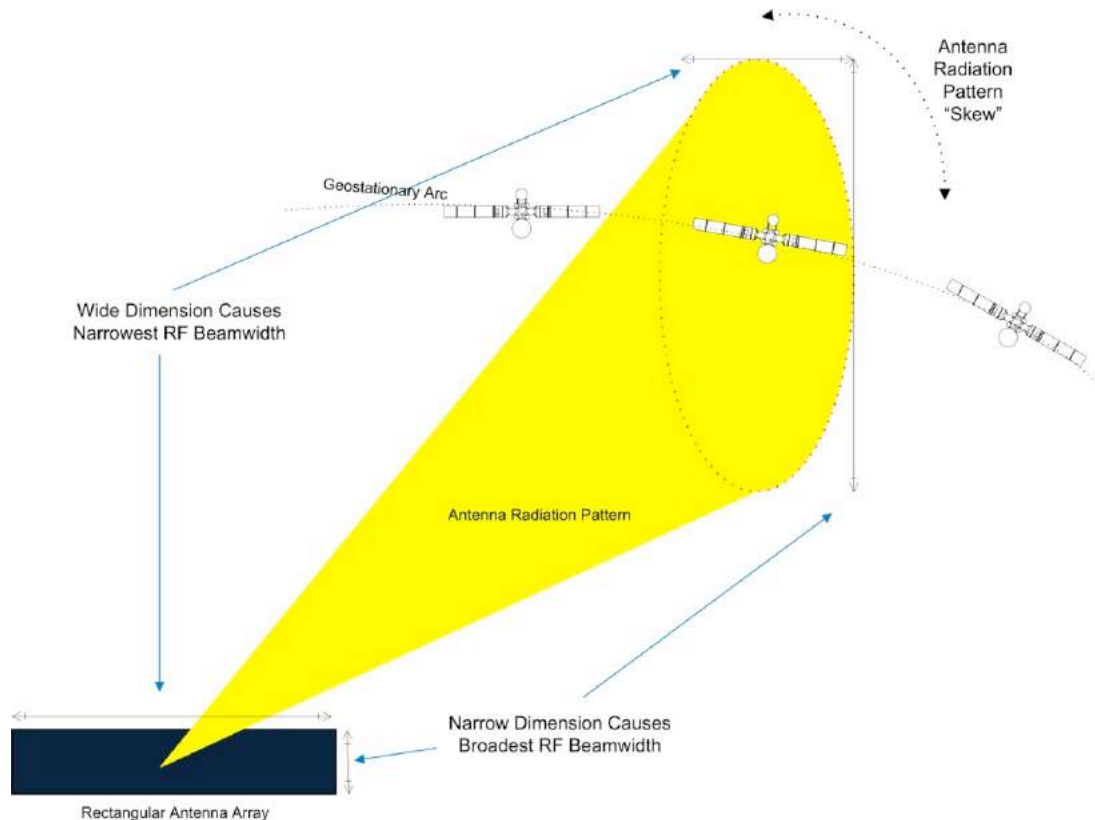 Antenna
Radiation
Pattern
“Skew”
Geostationary Arc
Wide Dimension Causes
Narrowest RF Beamwidth
Antenna Radiation Pattern
Narrow Dimension Causes
Broadest RF Beamwidth
Rectangular Antenna Array